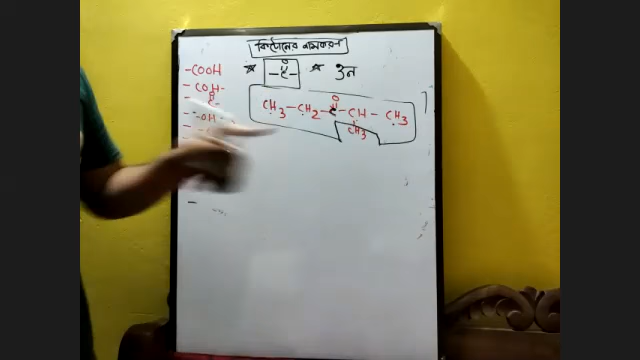 কিটোনের নামকরণ
-COOH
* -C- * ওন
O
-COH-
O
-C-
-OH-
O
CH3-CH2-C-CH-CH3
CH3